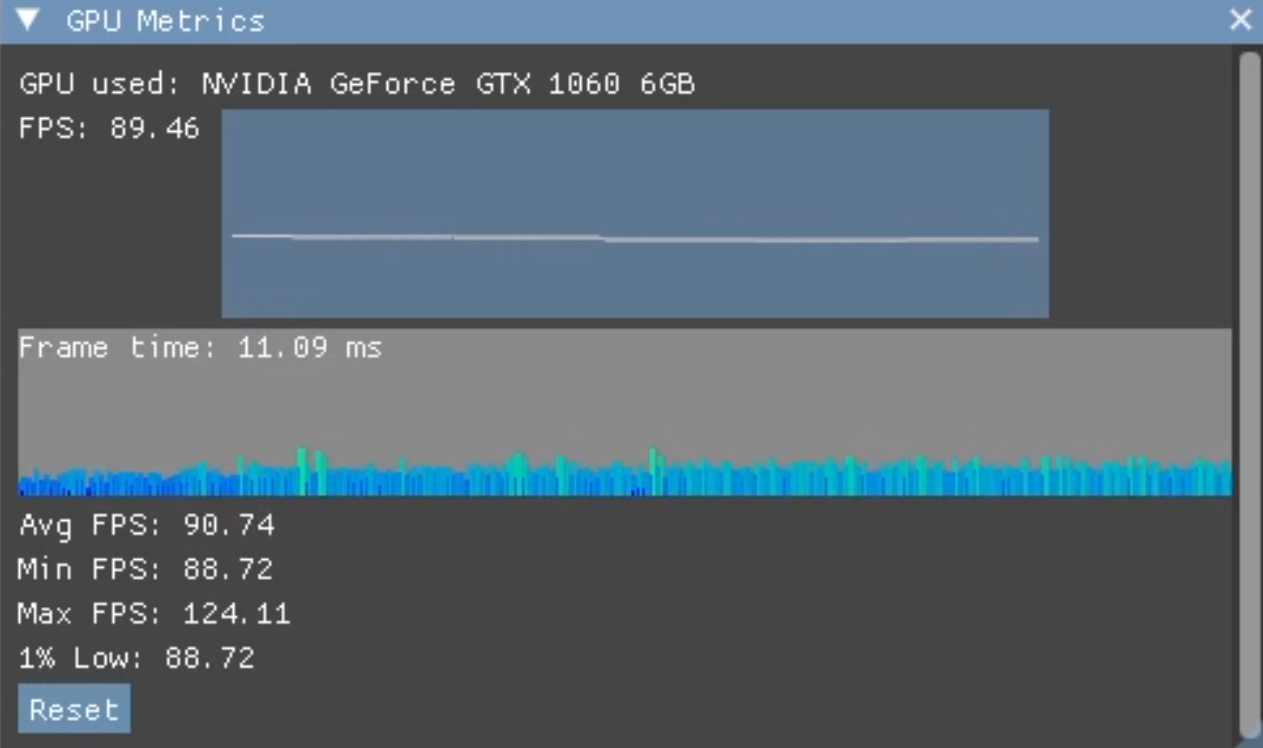 GPU Metrics
GPU used: NVIDIA GeForce GTX 1060 6GB
FPS: 89.46
Frame time: 11.09 ms
Avg FPS: 90.74
Min FPS: 88.72
Max FPS: 124.11
1% Low: 88.72
Reset